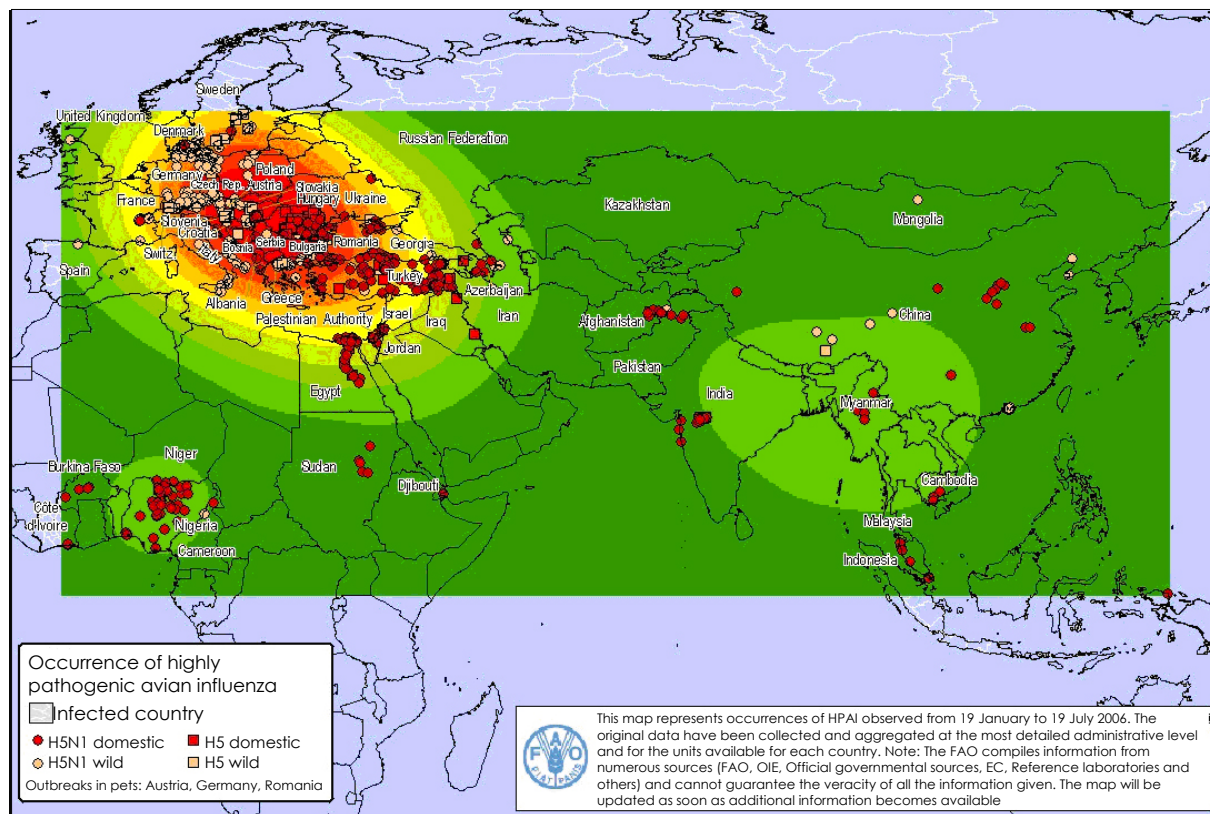 Sweden
United Kingdom
Denmark
Russian Federation
Germany
Poland
Czech Rep.
Austria
Slovakia
Hungary
Ukraine
France
Kazakhstan
Mongolia
Slovenia
Croatia
Bosnia
Serbia
Bulgaria
Romania
Georgia
Italy
Switz.
Spain
Turkey
Azerbaijan
Albania
Greece
Palestinian Authority
Israel
Iraq
Iran
Afghanistan
China
Jordan
Pakistan
Egypt
India
Myanmar
Niger
Burkina Faso
Sudan
Djibouti
Cambodia
Côte
d'Ivoire
Nigeria
Cameroon
Malaysia
Indonesia
Occurrence of highly
pathogenic avian influenza
Infected country
H5N1 domestic
H5 domestic
H5N1 wild
H5 wild
Outbreaks in pets: Austria, Germany, Romania
F A O
FIAT PANIS
This map represents occurrences of HPAI observed from 19 January to 19 July 2006. The
original data have been collected and aggregated at the most detailed administrative level
and for the units available for each country. Note: The FAO compiles information from
numerous sources (FAO, OIE, Official governmental sources, EC, Reference laboratories and
others) and cannot guarantee the veracity of all the information given. The map will be
updated as soon as additional information becomes available